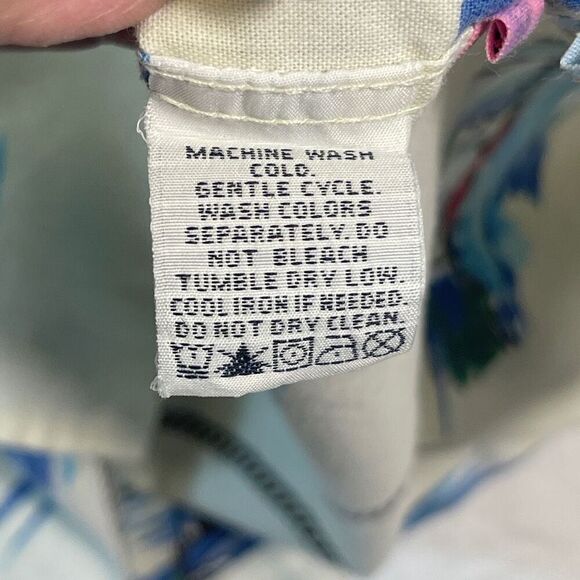 MACHINE WASH
COLD.
GENTLE CYCLE.
WASH COLORS
SEPARATELY. DO
NOT BLEACH
TUMBLE DRY LOW.
COOL IRON IF NEEDED.
DO NOT DRY CLEAN.